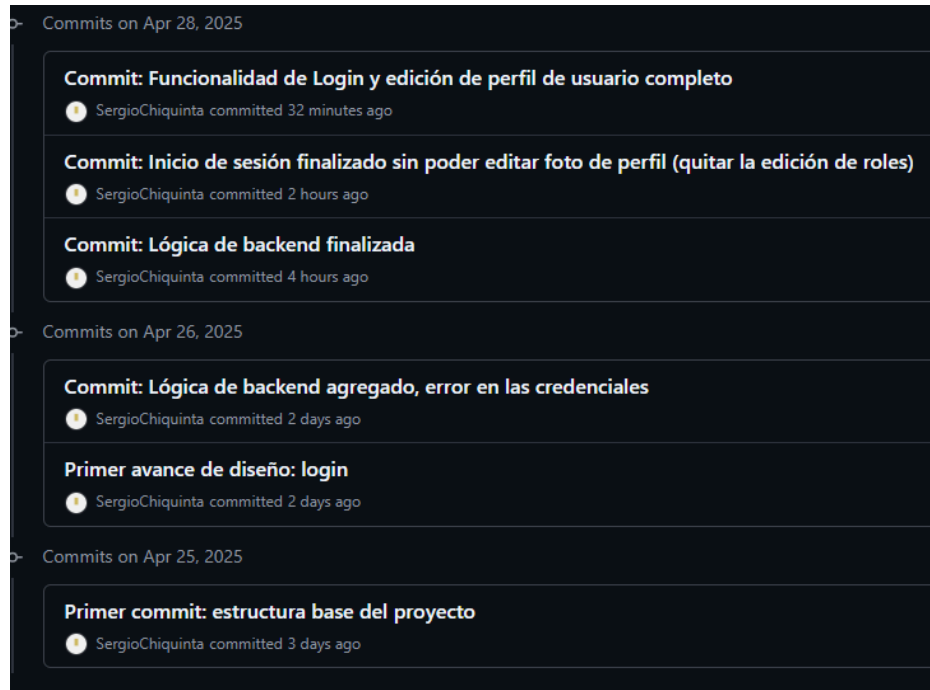 Commits on Apr 28, 2025
Commit: Funcionalidad de Login y edición de perfil de usuario completo
SergioChiquinta committed 32 minutes ago
Commit: Inicio de sesión finalizado sin poder editar foto de perfil (quitar la edición de roles)
SergioChiquinta committed 2 hours ago
Commit: Lógica de backend finalizada
SergioChiquinta committed 4 hours ago
Commits on Apr 26, 2025
Commit: Lógica de backend agregado, error en las credenciales
SergioChiquinta committed 2 days ago
Primer avance de diseño: login
SergioChiquinta committed 2 days ago
Commits on Apr 25, 2025
Primer commit: estructura base del proyecto
SergioChiquinta committed 3 days ago